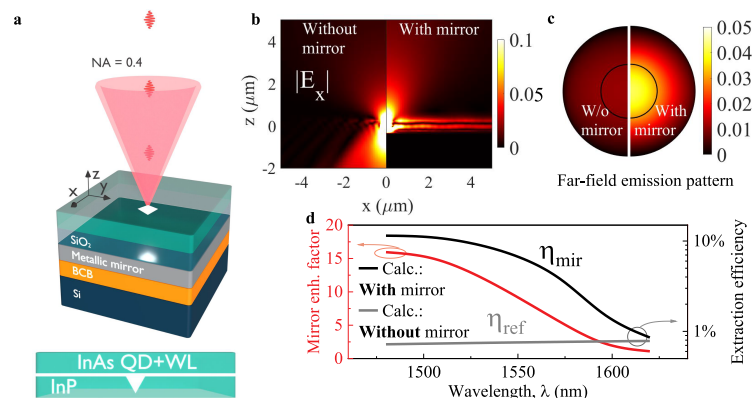 a
NA = 0.4
z
x
y
SiO₂
Metallic mirror
BCB
Si
InAs QD+WL
InP
b
Without
mirror
With mirror
|Eₓ|
z (μm)
4
2
0
-2
-4
-2
0
2
4
x (μm)
0.1
0.05
0
c
W/o
mirror
With
mirror
0.05
0.04
0.03
0.02
0.01
0
Far-field emission pattern
d
Mirror enh. factor
20
15
10
5
0
η_mir
Calc.:
With mirror
Calc.:
Without mirror
η_ref
10%
1%
Extraction efficiency
1500
1550
1600
Wavelength, λ (nm)